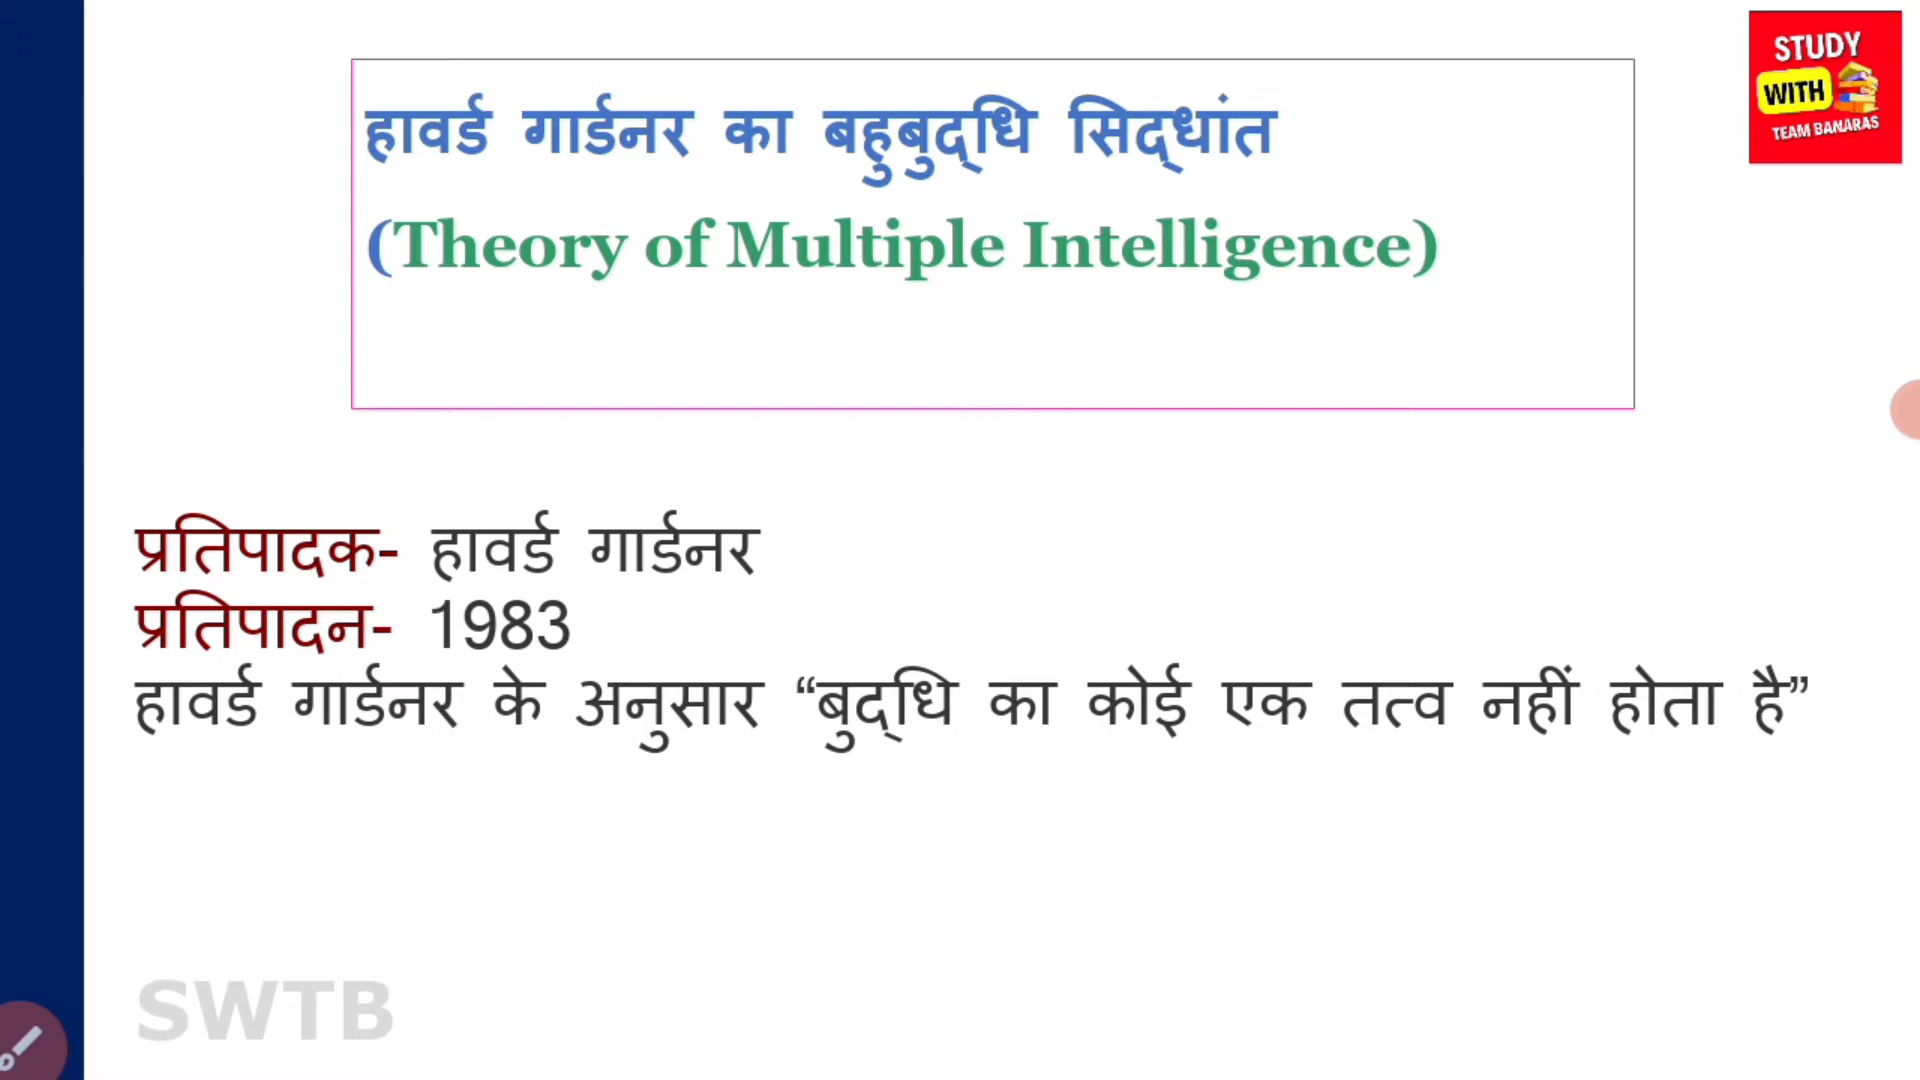 हावर्ड गार्डनर का बहुबुद्धि सिद्धांत
(Theory of Multiple Intelligence)
STUDY
WITH
TEAM BANARAS
प्रतिपादक- हावर्ड गार्डनर
प्रतिपादन- 1983
हावर्ड गार्डनर के अनुसार “बुद्धि का कोई एक तत्व नहीं होता है”
SWTB